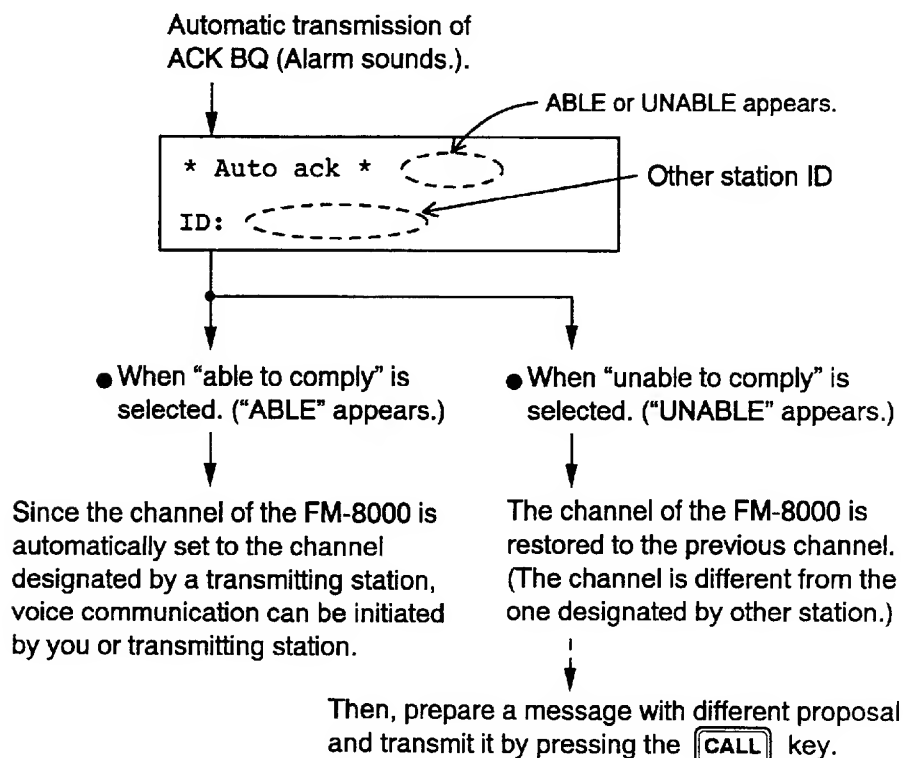 Automatic transmission of
ACK BQ (Alarm sounds.).
ABLE or UNABLE appears.
* Auto ack *
Other station ID
ID:
● When “able to comply” is
selected. (“ABLE” appears.)
● When “unable to comply” is
selected. (“UNABLE” appears.)
Since the channel of the FM-8000 is
automatically set to the channel
designated by a transmitting station,
voice communication can be initiated
by you or transmitting station.
The channel of the FM-8000 is
restored to the previous channel.
(The channel is different from the
one designated by other station.)
Then, prepare a message with different proposal
and transmit it by pressing the CALL key.